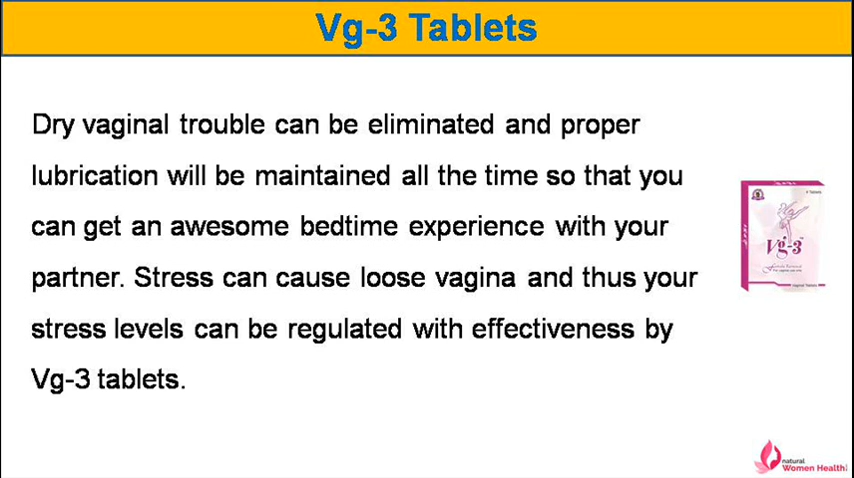 Vg-3 Tablets
Dry vaginal trouble can be eliminated and proper
lubrication will be maintained all the time so that you
can get an awesome bedtime experience with your
partner. Stress can cause loose vagina and thus your
stress levels can be regulated with effectiveness by
Vg-3 tablets.
Vg-3
natural
Women Health